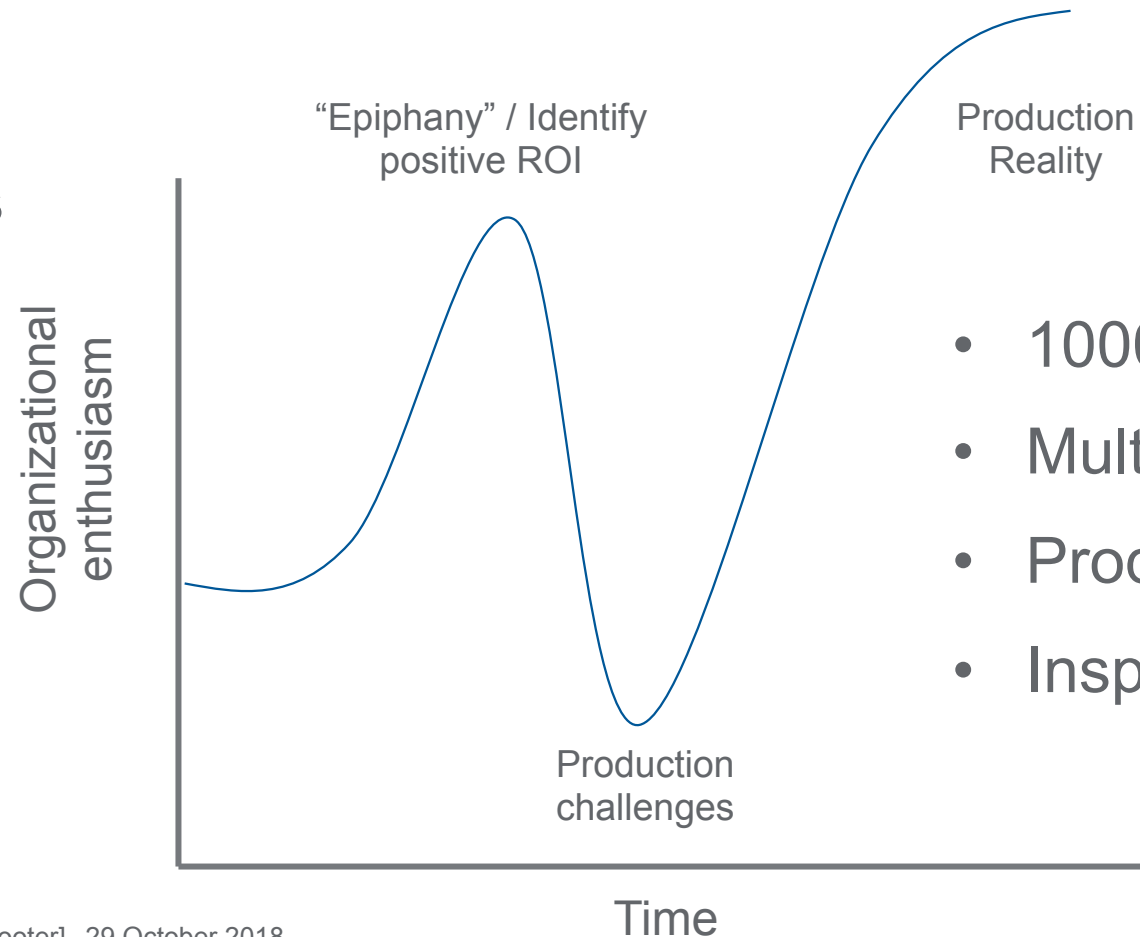 “Epiphany” / Identify
positive ROI
Production
Reality
Organizational
enthusiasm
• 
• 
• 
• 
Production
challenges
Time
29 October 2018